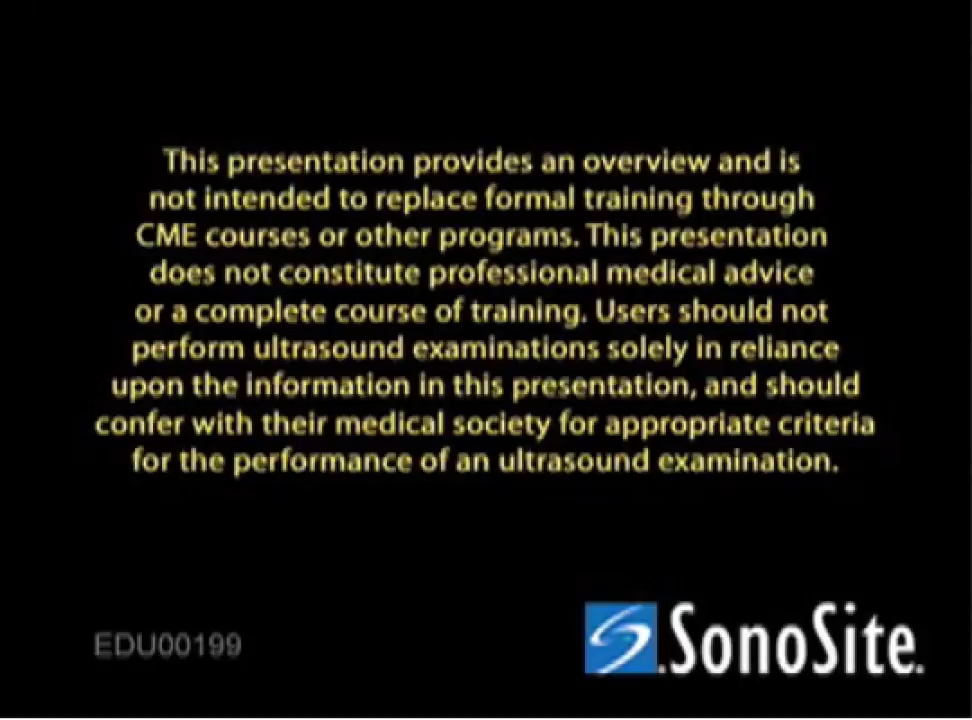 This presentation provides an overview and is
not intended to replace formal training through
CME courses or other programs. This presentation
does not constitute professional medical advice
or a complete course of training. Users should not
perform ultrasound examinations solely in reliance
upon the information in this presentation, and should
confer with their medical society for appropriate criteria
for the performance of an ultrasound examination.
EDU00199
SonoSite.